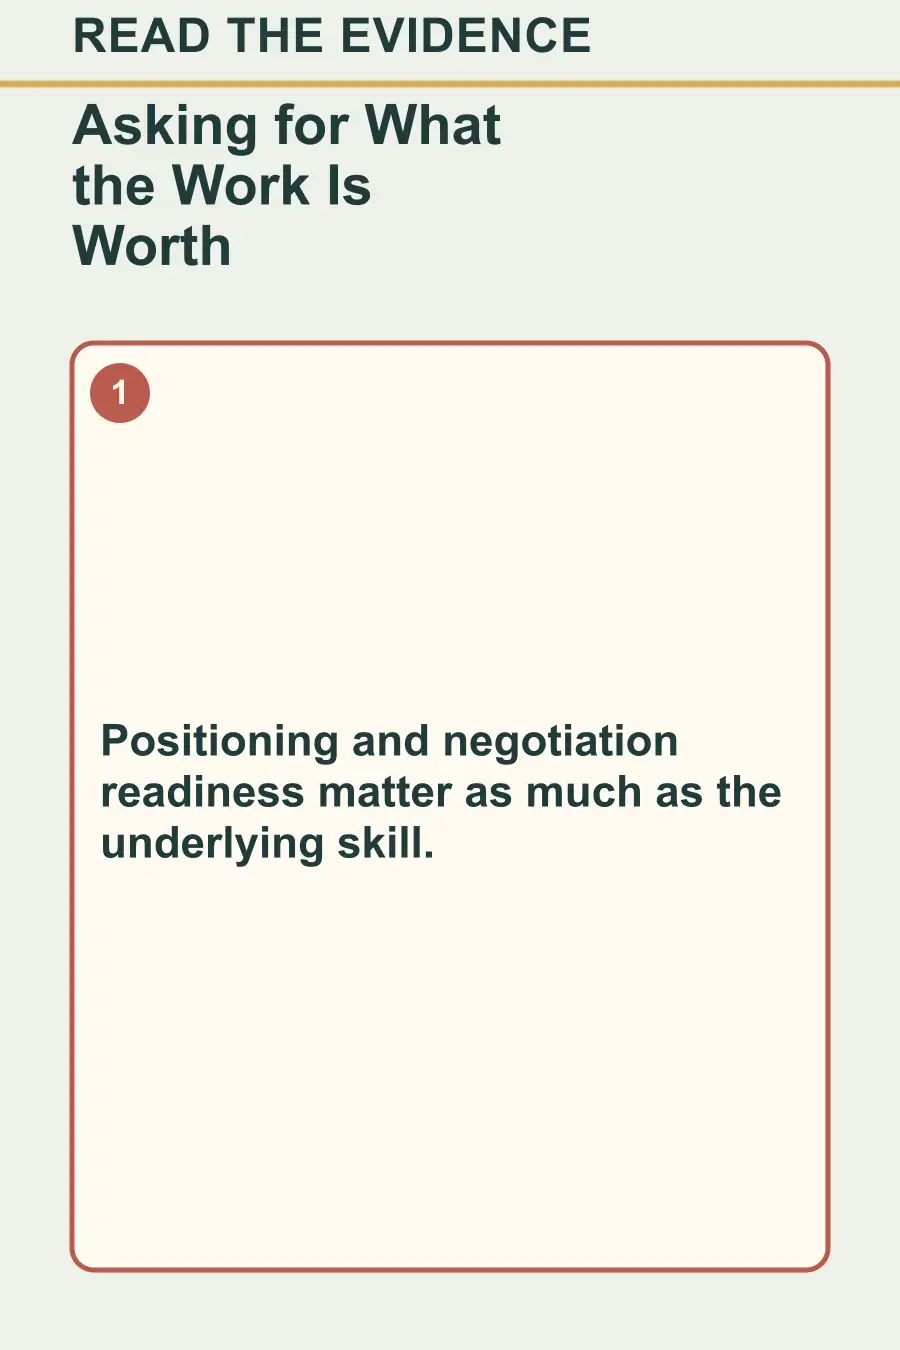 READ THE EVIDENCE
Asking for What
the Work Is
Worth
1
Positioning and negotiation
readiness matter as much as the
underlying skill.